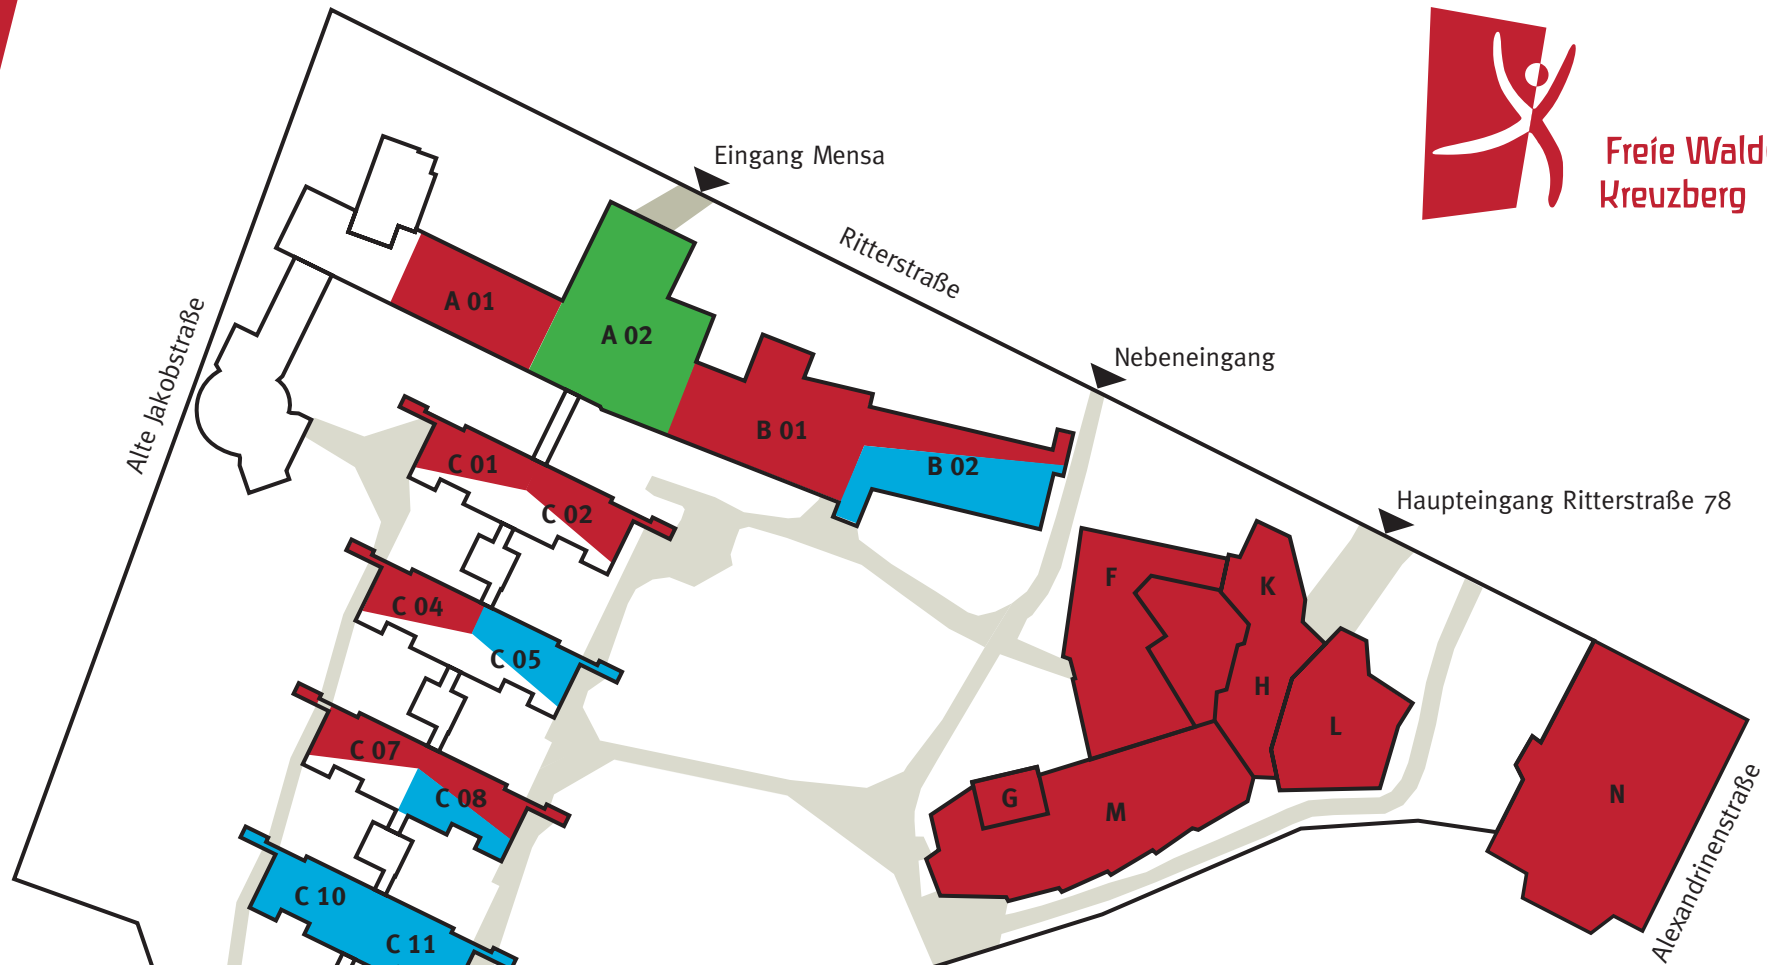 Eingang Mensa
Freie
Kreuzberg
Ritterstraße
Alte Jakobstraße
A 01
A 02
Nebeneingang
B 01
B 02
C 01
C 02
Haupteingang Ritterstraße 78
C 04
C 05
F
K
H
L
C 07
C 08
G
M
N
Alexandrinenstraße
C 10
C 11